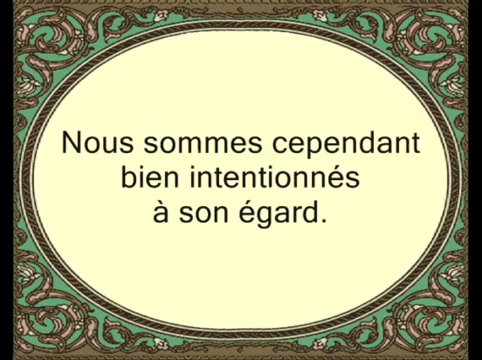 Nous sommes cependant
bien intentionnés
à son égard.